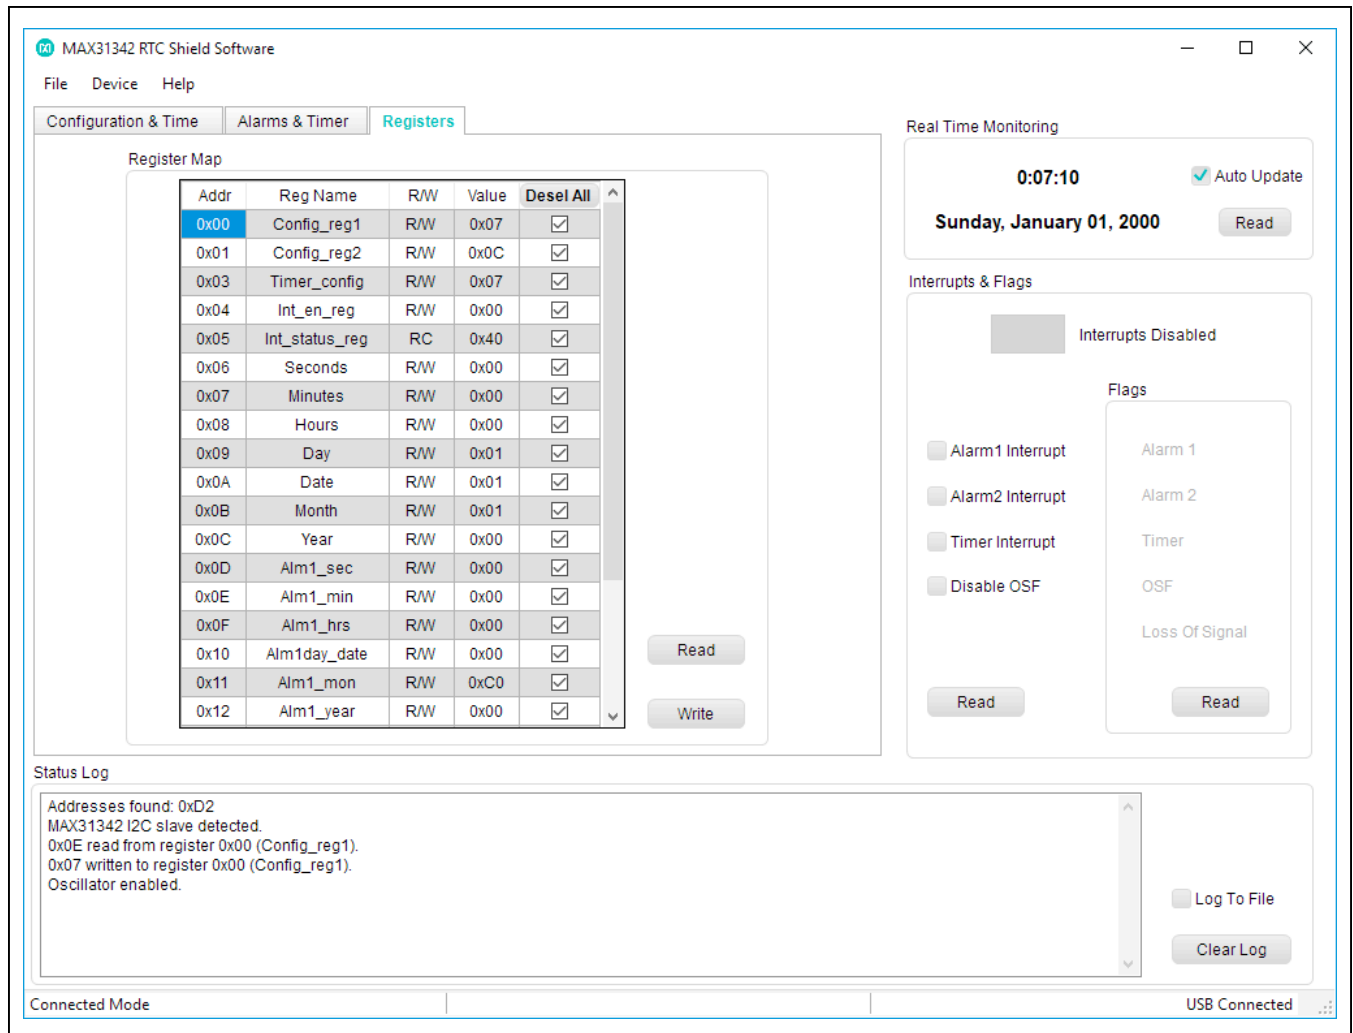 MAX31342 RTC Shield Software
File Device Help
Configuration & Time Alarms & Timer Registers
Register Map
Addr Reg Name R/W Value Desel All
0x00 Config_reg1 R/W 0x07
0x01 Config_reg2 R/W 0x0C
0x03 Timer_config R/W 0x07
0x04 Int_en_reg R/W 0x00
0x05 Int_status_reg RC 0x40
0x06 Seconds R/W 0x00
0x07 Minutes R/W 0x00
0x08 Hours R/W 0x00
0x09 Day R/W 0x01
0x0A Date R/W 0x01
0x0B Month R/W 0x01
0x0C Year R/W 0x00
0x0D Alm1_sec R/W 0x00
0x0E Alm1_min R/W 0x00
0x0F Alm1_hrs R/W 0x00
0x10 Alm1day_date R/W 0x00
0x11 Alm1_mon R/W 0xC0
0x12 Alm1_year R/W 0x00
Read
Write
Real Time Monitoring
0:07:10 Auto Update
Sunday, January 01, 2000 Read
Interrupts & Flags
Interrupts Disabled
Flags
Alarm1 Interrupt Alarm 1
Alarm2 Interrupt Alarm 2
Timer Interrupt Timer
Disable OSF OSF
Loss Of Signal
Read Read
Status Log
Addresses found: 0xD2
MAX31342 I2C slave detected.
0x0E read from register 0x00 (Config_reg1).
0x07 written to register 0x00 (Config_reg1).
Oscillator enabled.
Log To File
Clear Log
Connected Mode USB Connected